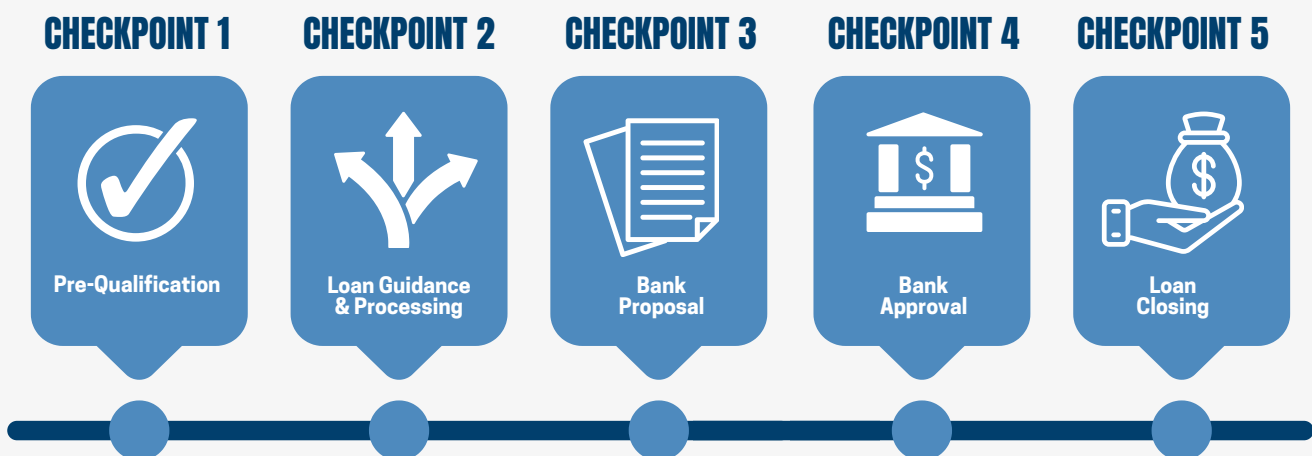 CHECKPOINT 1
Pre-Qualification
CHECKPOINT 2
Loan Guidance
& Processing
CHECKPOINT 3
Bank
Proposal
CHECKPOINT 4
$
Bank
Approval
CHECKPOINT 5
$
Loan
Closing